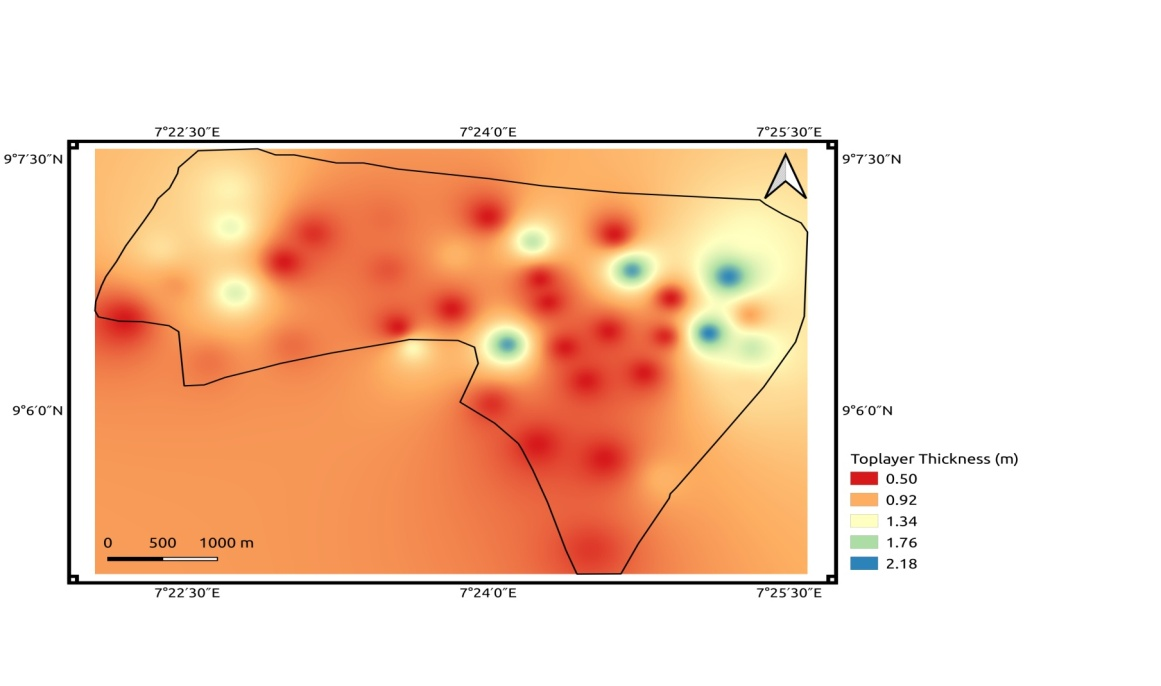 7°22′30″E 7°24′0″E 7°25′30″E
9°7′30″N 9°7′30″N
9°6′0″N 9°6′0″N
Toplayer Thickness (m)
0.50
0.92
1.34
1.76
2.18
0 500 1000 m
7°22′30″E 7°24′0″E 7°25′30″E